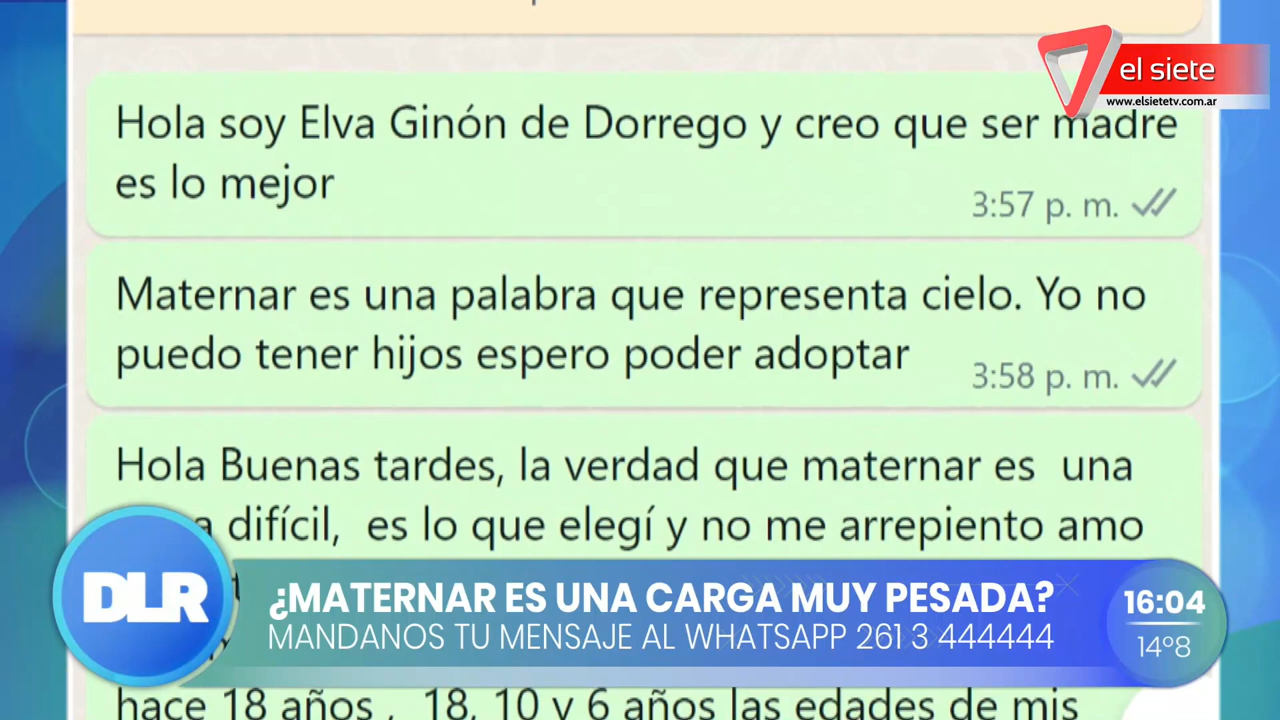 el siete
www.elsietetv.com.ar
Hola soy Elva Ginón de Dorrego y creo que ser madre
es lo mejor
3:57 p. m.
Maternar es una palabra que representa cielo. Yo no
puedo tener hijos espero poder adoptar
3:58 p. m.
Hola Buenas tardes, la verdad que maternar es una
difícil, es lo que elegí y no me arrepiento amo
DLR
¿MATERNAR ES UNA CARGA MUY PESADA?
MANDANOS TU MENSAJE AL WHATSAPP 261 3 444444
16:04
14º8
hace 18 años , 18, 10 y 6 años las edades de mis